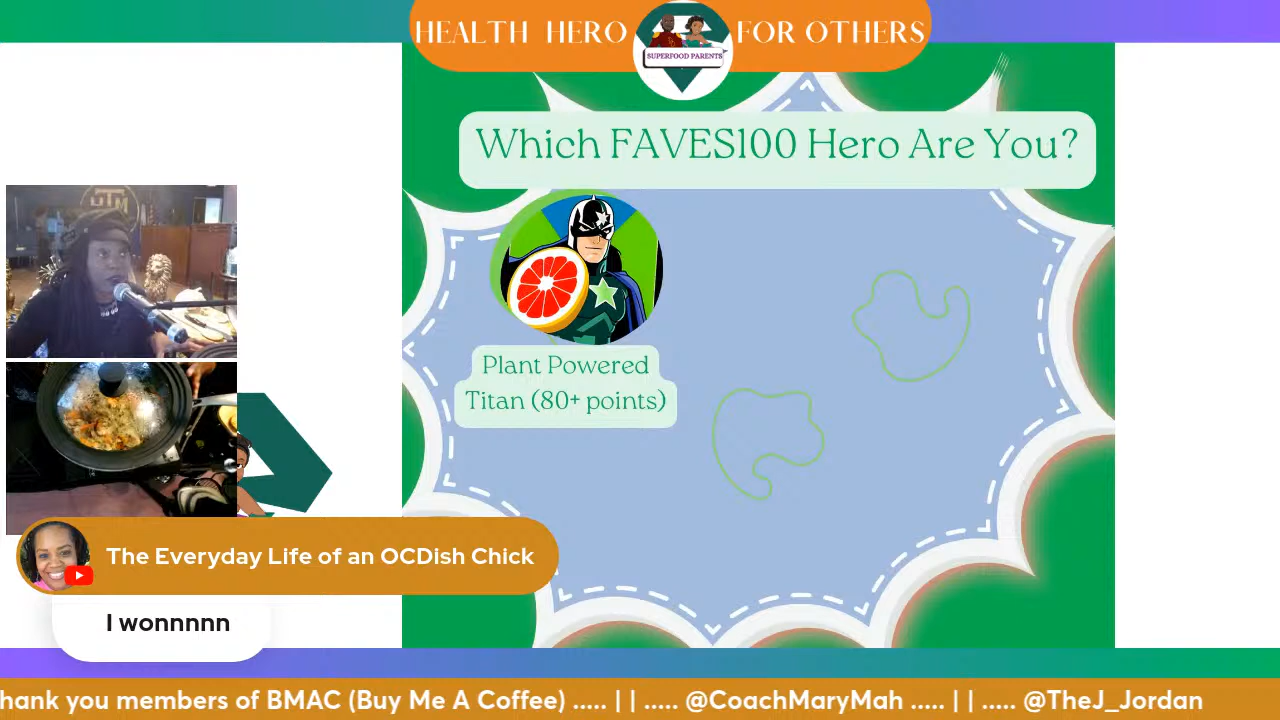 HEALTH HERO
SUPERFOOD PARENTS
FOR OTHERS
Which FAVES100 Hero Are You?
Plant Powered
Titan (80+ points)
The Everyday Life of an OCDish Chick
I wonnnnn
hank you members of BMAC (Buy Me A Coffee) ..... | | ..... @CoachMaryMah ..... | | ..... @TheJ_Jordan